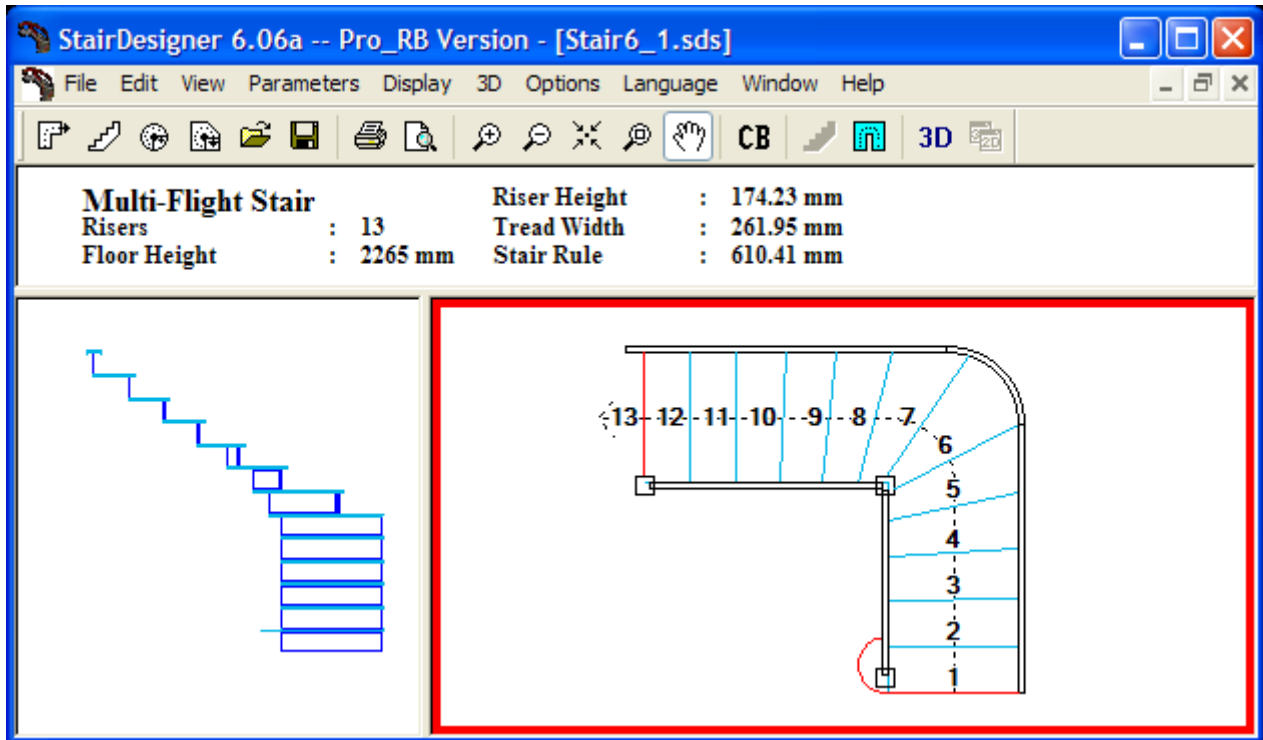 StairDesigner 6.06a -- Pro_RB Version - [Stair6_1.sds]
File Edit View Parameters Display 3D Options Language Window Help
CB 3D
Multi-Flight Stair
Risers : 13
Floor Height : 2265 mm
Riser Height : 174.23 mm
Tread Width : 261.95 mm
Stair Rule : 610.41 mm
13 12 11 10 9 8 7
6
5
4
3
2
1